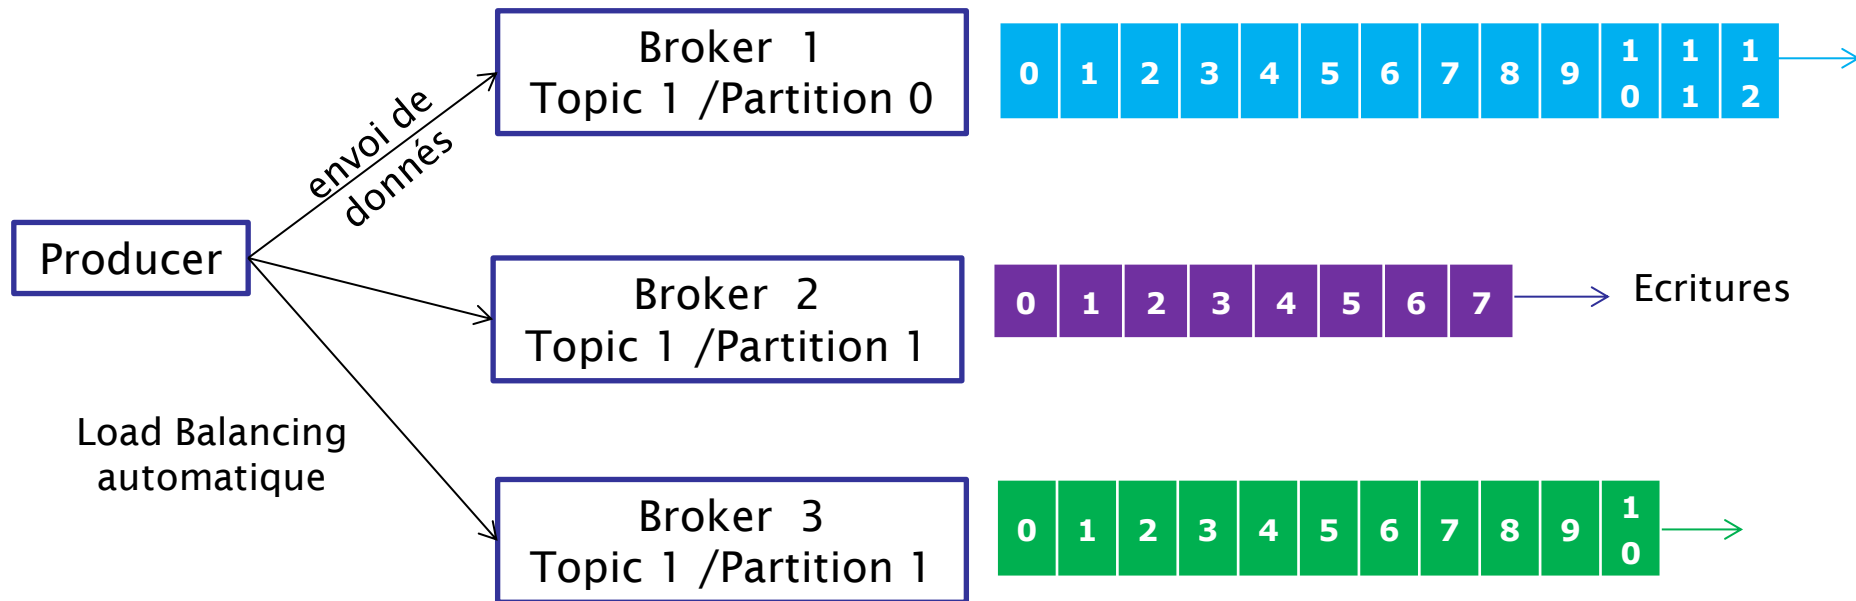 Broker 1
Topic 1 /Partition 0
0 1 2 3 4 5 6 7 8 9 10 11 12
envoi de
donnés
Producer
Broker 2
Topic 1 /Partition 1
0 1 2 3 4 5 6 7
Ecritures
Load Balancing
automatique
Broker 3
Topic 1 /Partition 1
0 1 2 3 4 5 6 7 8 9 10